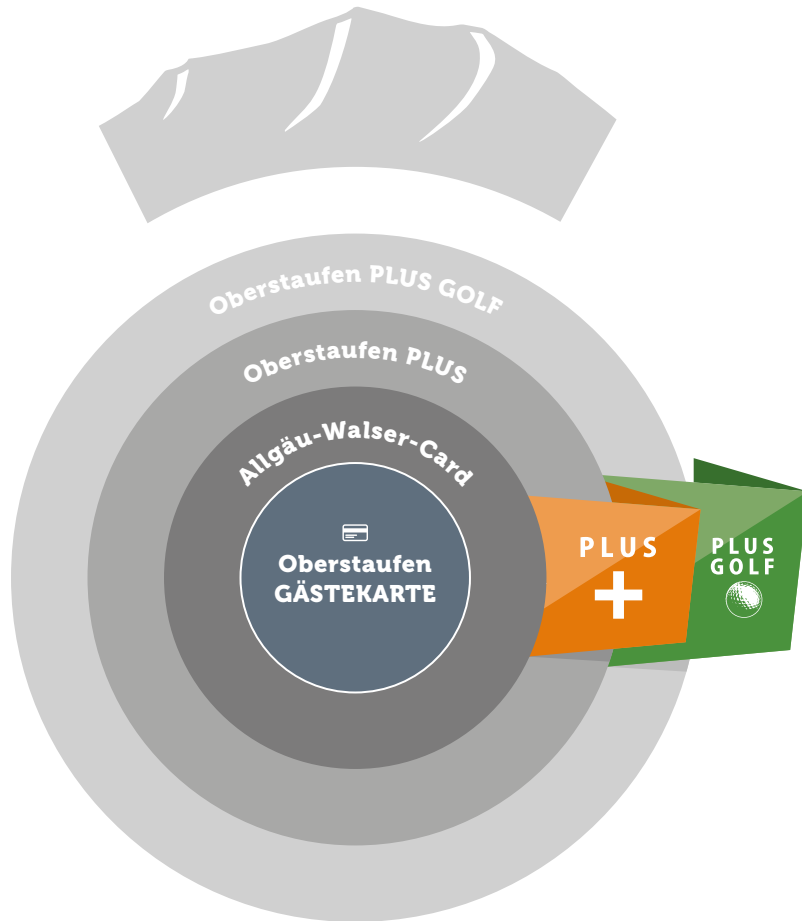 Oberstaufen PLUS GOLF
Oberstaufen PLUS
Allgäu-Walser-Card
Oberstaufen
GÄSTEKARTE
PLUS
+
PLUS
GOLF